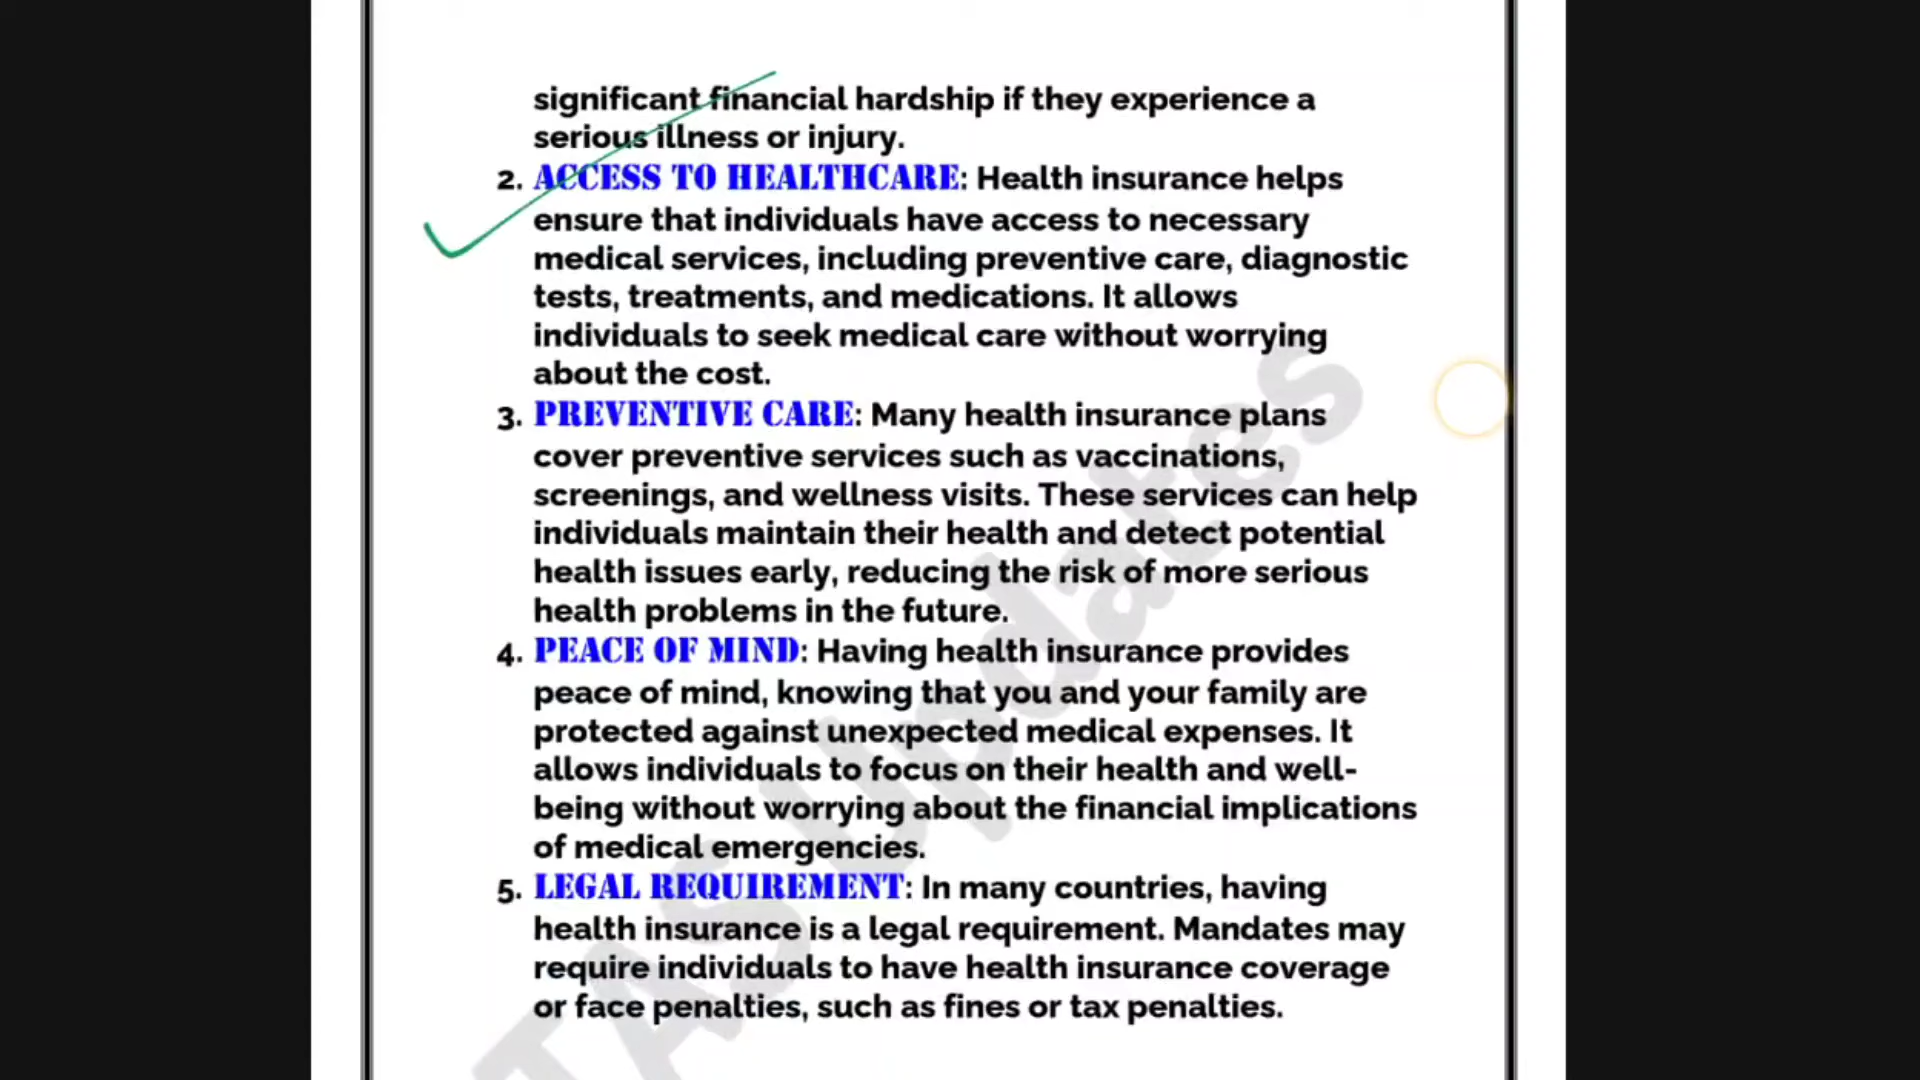 significant financial hardship if they experience a
serious illness or injury.
2. ACCESS TO HEALTHCARE: Health insurance helps
ensure that individuals have access to necessary
medical services, including preventive care, diagnostic
tests, treatments, and medications. It allows
individuals to seek medical care without worrying
about the cost.
3. PREVENTIVE CARE: Many health insurance plans
cover preventive services such as vaccinations,
screenings, and wellness visits. These services can help
individuals maintain their health and detect potential
health issues early, reducing the risk of more serious
health problems in the future.
4. PEACE OF MIND: Having health insurance provides
peace of mind, knowing that you and your family are
protected against unexpected medical expenses. It
allows individuals to focus on their health and well-
being without worrying about the financial implications
of medical emergencies.
5. LEGAL REQUIREMENT: In many countries, having
health insurance is a legal requirement. Mandates may
require individuals to have health insurance coverage
or face penalties, such as fines or tax penalties.
TAS Updates